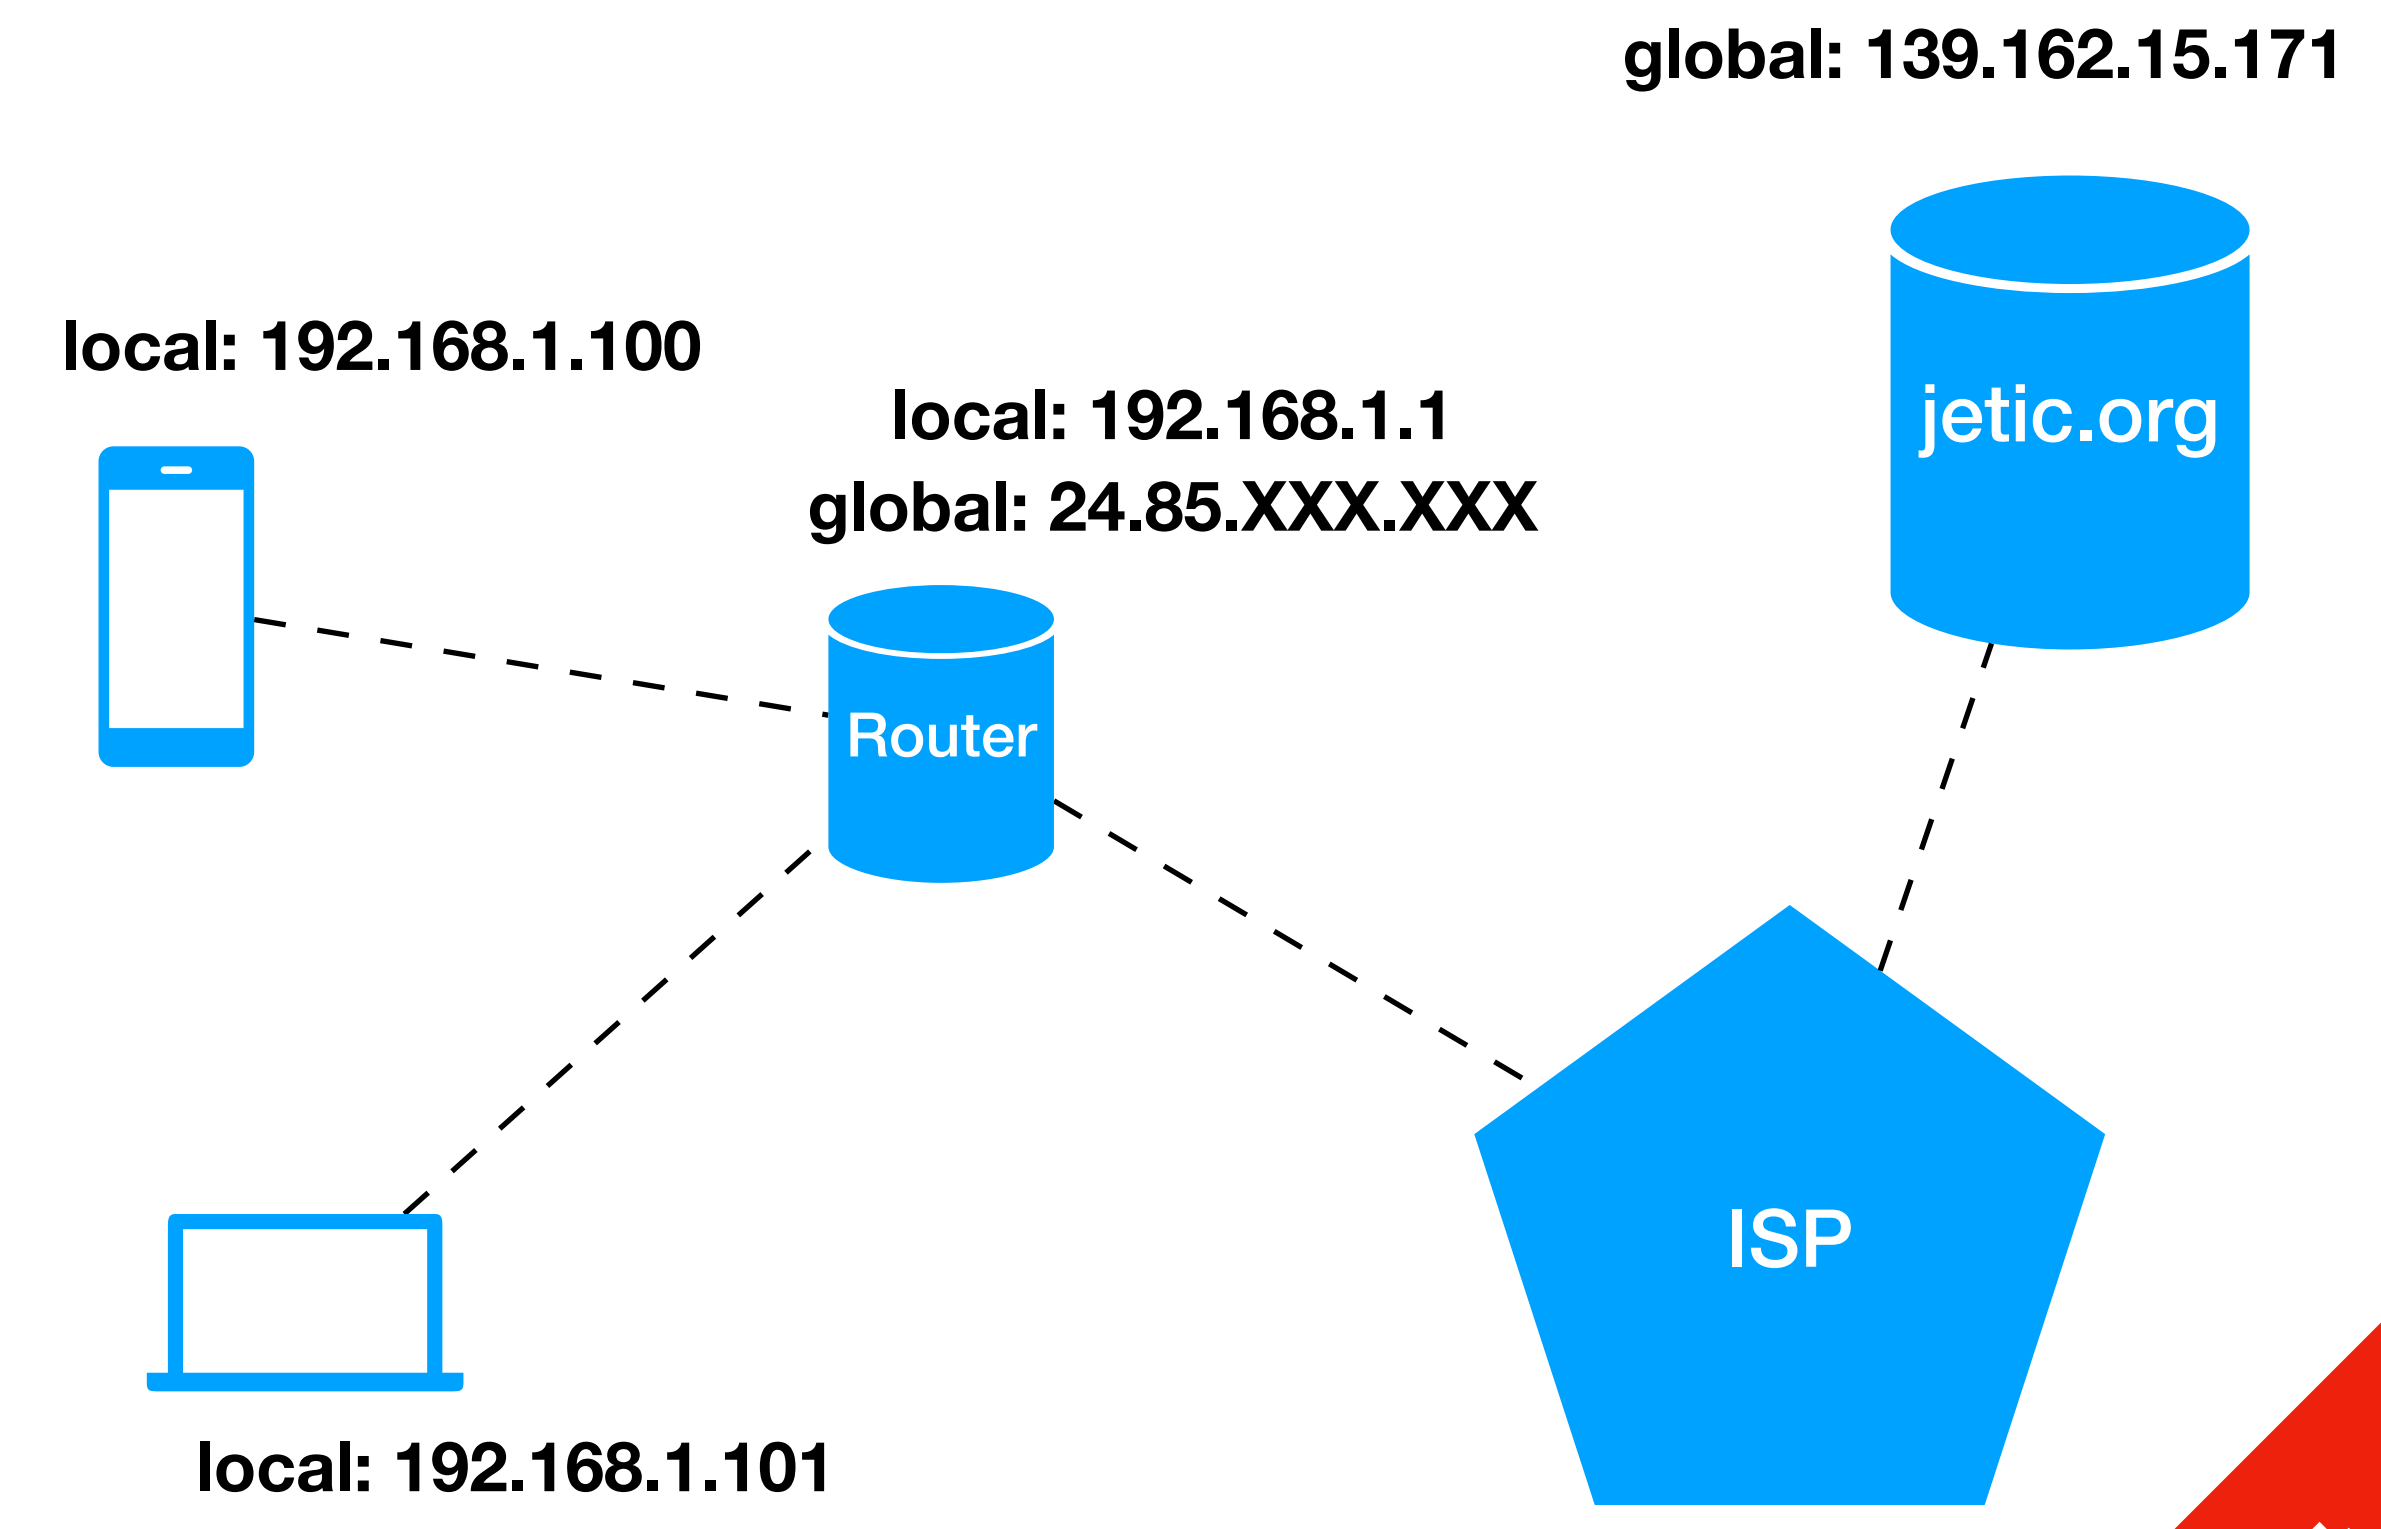 global: 139.162.15.171
local: 192.168.1.100
local: 192.168.1.1
global: 24.85.XXX.XXX
jetic.org
Router
ISP
local: 192.168.1.101